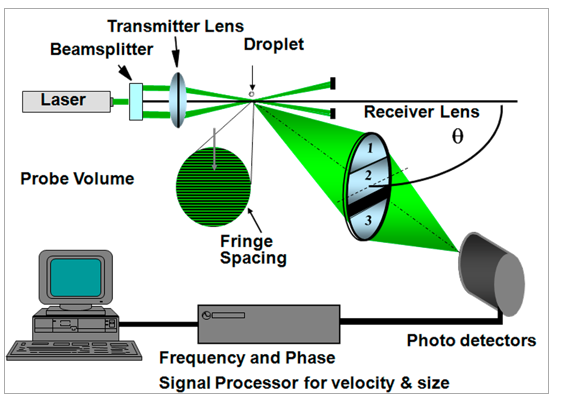 Transmitter Lens
Beamsplitter
Droplet
Laser
Receiver Lens
θ
1
2
3
Probe Volume
Fringe
Spacing
Photo detectors
Frequency and Phase
Signal Processor for velocity & size